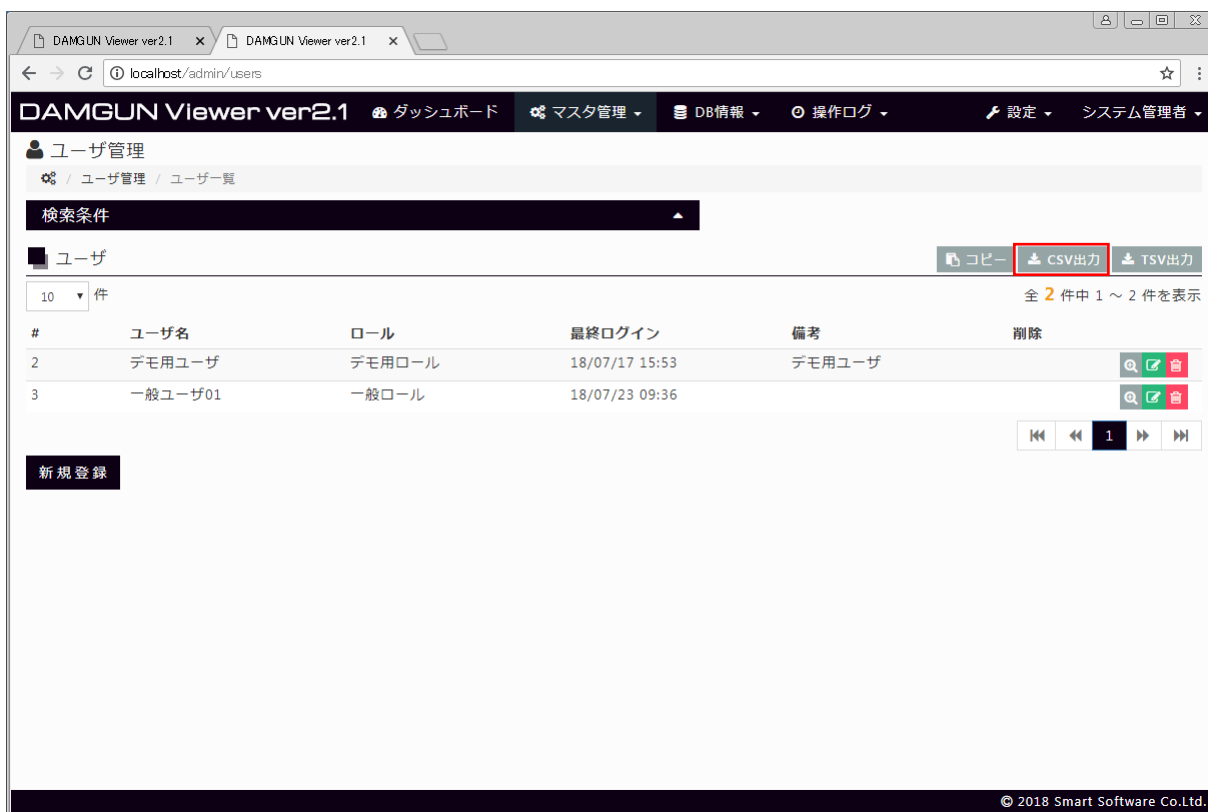 DAMGUN Viewer ver2.1 DAMGUN Viewer ver2.1
localhost/admin/users
DAMGUN Viewer ver2.1 ダッシュボード マスタ管理 DB情報 操作ログ 設定 システム管理者
ユーザ管理
/ ユーザ管理 / ユーザ一覧
検索条件
ユーザ コピー CSV出力 TSV出力
10 件 全 2 件中 1 ～ 2 件を表示
# ユーザ名 ロール 最終ログイン 備考 削除
2 デモ用ユーザ デモ用ロール 18/07/17 15:53 デモ用ユーザ
3 一般ユーザ01 一般ロール 18/07/23 09:36
1
新規登録
© 2018 Smart Software Co.Ltd.